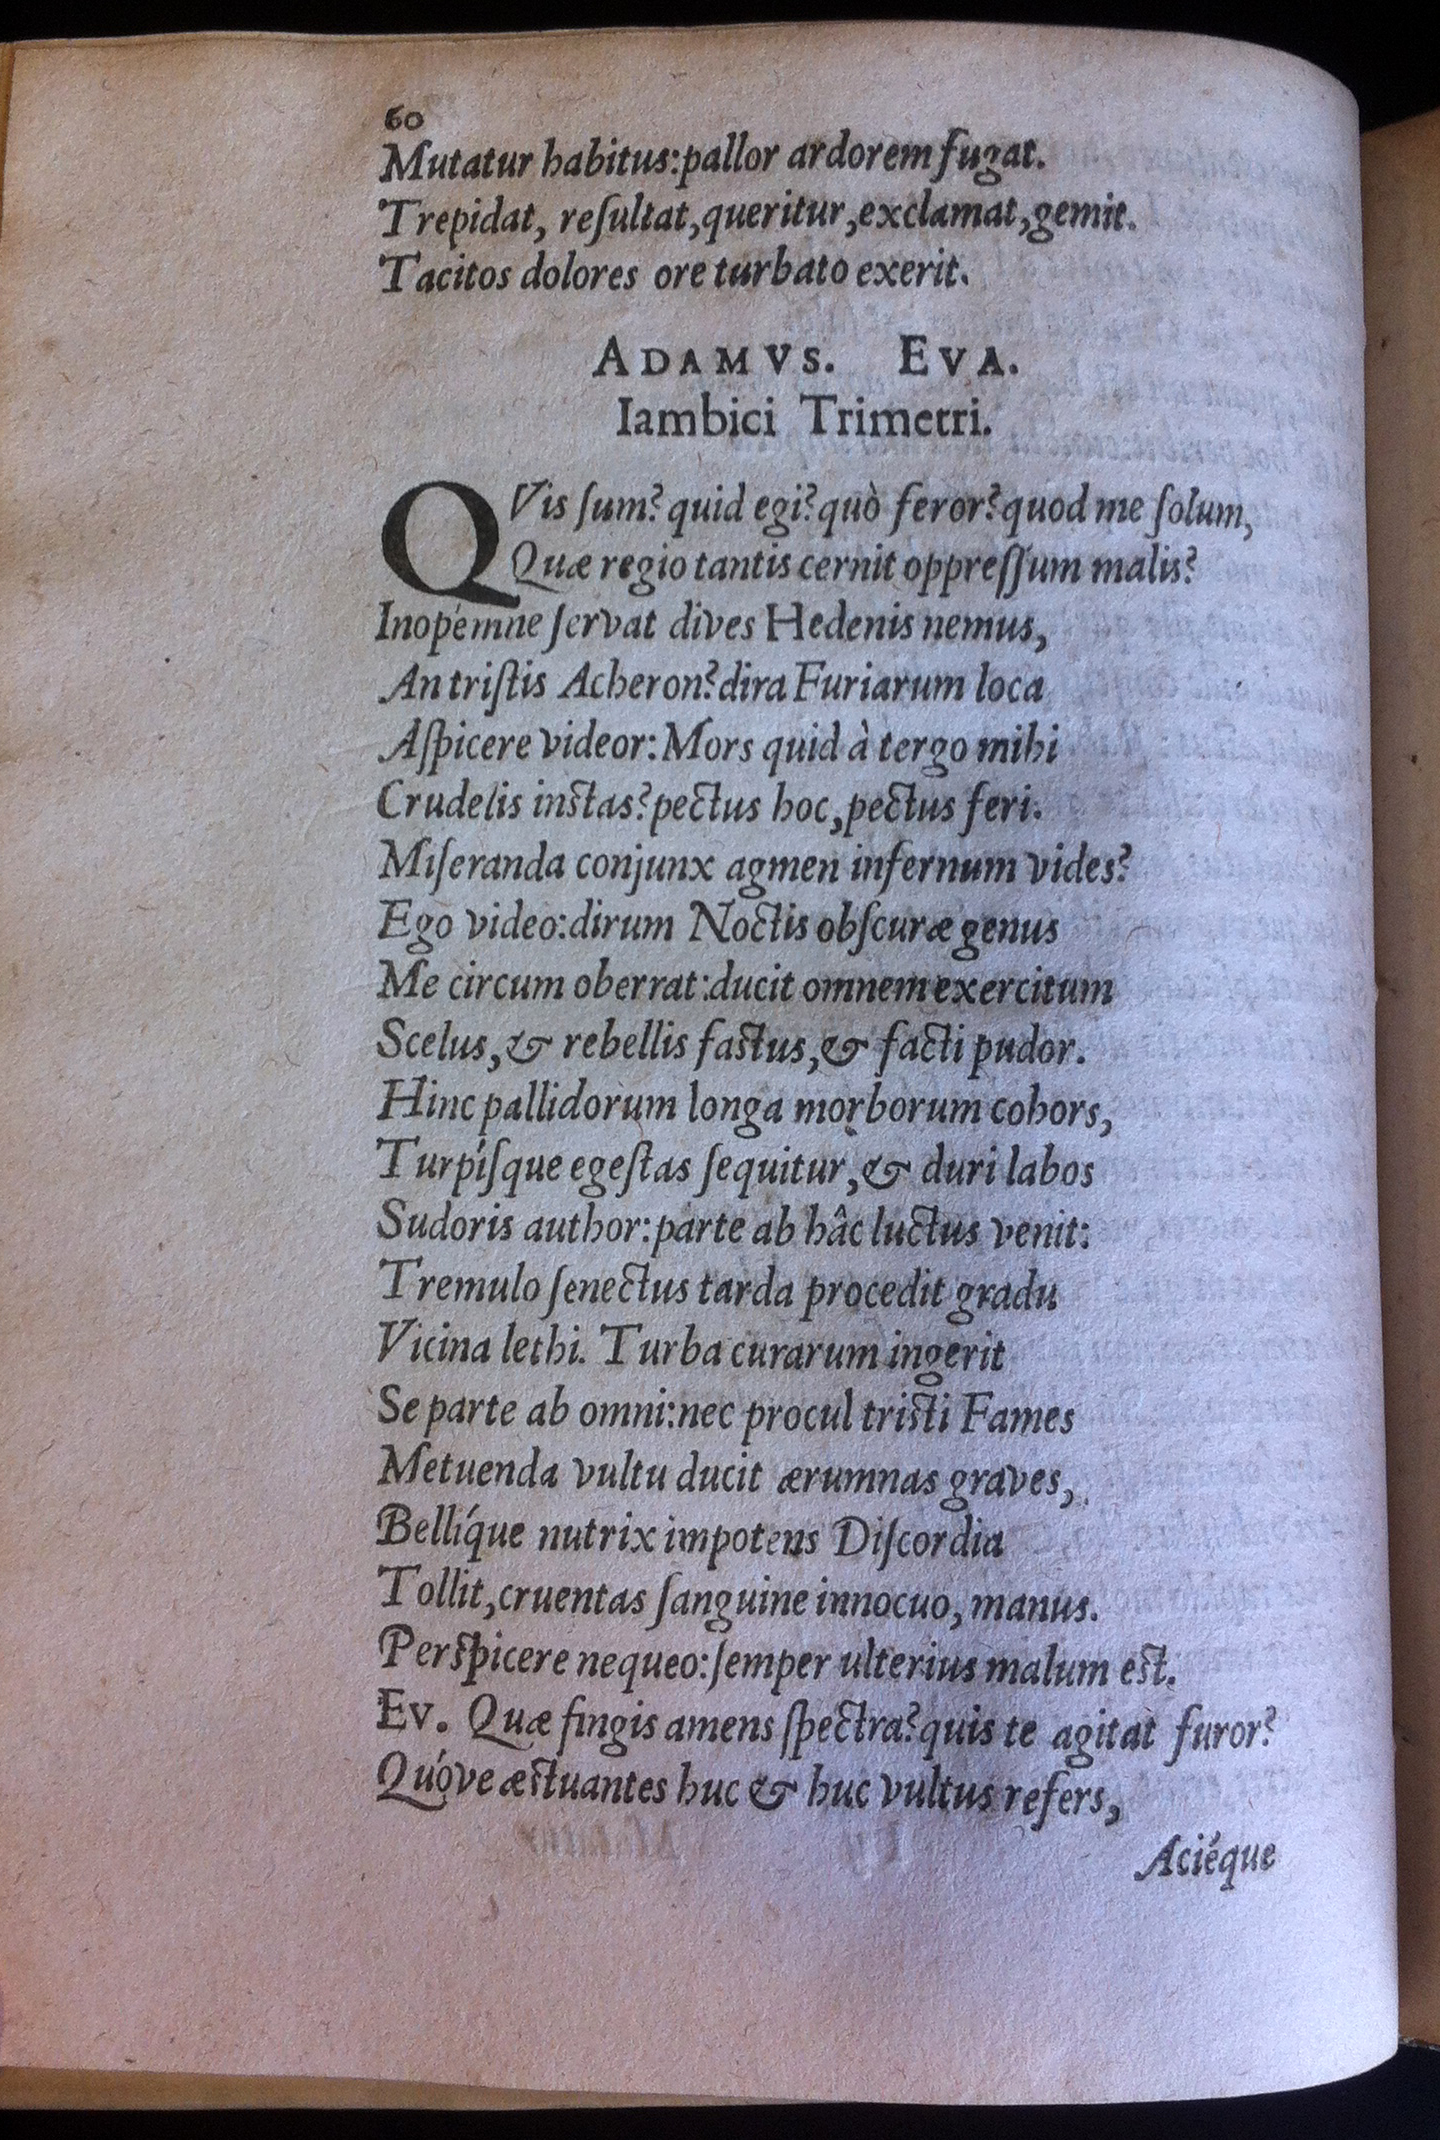 60
Mutatur habitus:pallor ardorem fugat.
Trepidat, reſultat,queritur,exclamat,gemit.
Tacitos dolores ore turbato exerit.
ADAMVS. EVA.
Iambici Trimetri.
QVis ſum? quid egi?quò feror?quod me ſolum,
Quæ regio tantis cernit oppreſſum malis?
Inopémne ſervat dives Hedenis nemus,
An triſtis Acheron?dira Furiarum loca
Aſpicere videor:Mors quid à tergo mihi
Crudelis instas?pectus hoc,pectus feri.
Miſeranda conjunx agmen infernum vides?
Ego video:dirum Noctis obſcuræ genus
Me circum oberrat:ducit omnem exercitum
Scelus,& rebellis fastus,& facti pudor.
Hinc pallidorum longa morborum cohors,
Turpíſque egeſtas ſequitur,& duri labos
Sudoris author:parte ab hâc luctus venit:
Tremulo ſenectus tarda procedit gradu
Vicina lethi. Turba curarum ingerit
Se parte ab omni:nec procul tristi Fames
Metuenda vultu ducit ærumnas graves,
Bellíque nutrix impotens Diſcordia
Tollit,cruentas ſanguine innocuo, manus.
Perspicere nequeo:ſemper ulterius malum est.
Ev. Quæ fingis amens ſpectra?quis te agitat furor?
Quóve æstuantes huc & huc vultus refers,
Aciéque